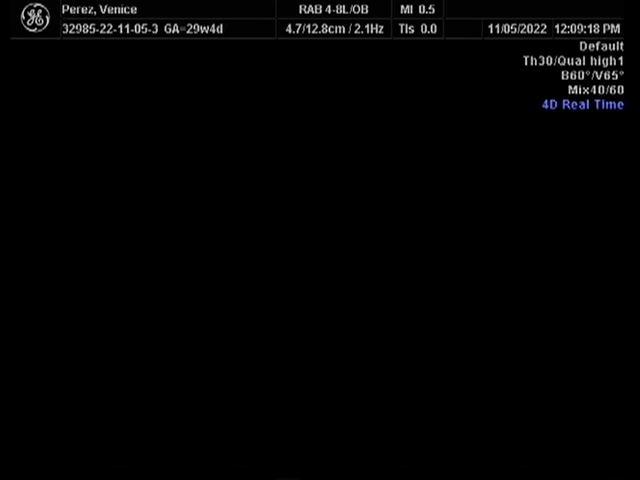 Perez, Venice RAB 4-8L/OB MI 0.5
32985-22-11-05-3 GA=29w4d 4.7/12.8cm / 2.1Hz TIs 0.0 11/05/2022 12:09:18 PM
Default
Th30/Qual high1
B60°/V65°
Mix40/60
4D Real Time